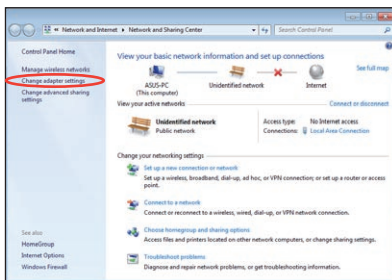 Network and Internet ▸ Network and Sharing Center
Search Control Panel
Control Panel Home
Manage wireless networks
Change adapter settings
Change advanced sharing
settings
See also
HomeGroup
Internet Options
Windows Firewall
View your basic network information and set up connections
See full map
ASUS-PC
(This computer)
Unidentified network
Internet
View your active networks
Connect or disconnect
Unidentified network
Public network
Access type: No Internet access
Connections: Local Area Connection
Change your networking settings
Set up a new connection or network
Set up a wireless, broadband, dial-up, ad hoc, or VPN connection; or set up a router or access
point.
Connect to a network
Connect or reconnect to a wireless, wired, dial-up, or VPN network connection.
Choose homegroup and sharing options
Access files and printers located on other network computers, or change sharing settings.
Troubleshoot problems
Diagnose and repair network problems, or get troubleshooting information.